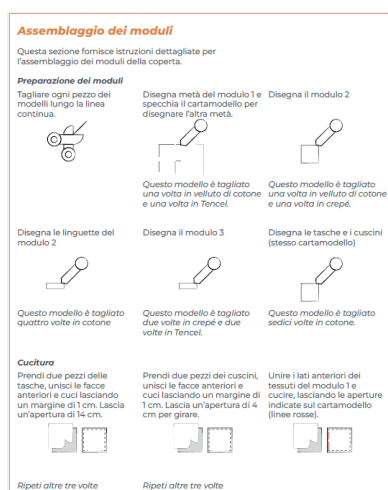 Assemblaggio dei moduli
Questa sezione fornisce istruzioni dettagliate per
l'assemblaggio dei moduli della coperta.
Preparazione dei moduli
Tagliare ogni pezzo dei
modelli lungo la linea
continua.
Disegna metà del modulo 1 e
specchia il cartamodello per
disegnare l'altra metà.
Questo modello è tagliato
una volta in velluto di cotone
e una volta in Tencel.
Disegna il modulo 2
Questo modello è tagliato
una volta in velluto di cotone
e una volta in crepé.
Disegna le linguette del
modulo 2
Questo modello è tagliato
quattro volte in cotone
Disegna il modulo 3
Questo modello è tagliato
due volte in crepé e due
volte in Tencel.
Disegna le tasche e i cuscini
(stesso cartamodello)
Questo modello è tagliato
sedici volte in cotone.
Cucitura
Prendi due pezzi delle
tasche, unisci le facce
anteriori e cuci lasciando
un margine di 1 cm. Lascia
un'apertura di 14 cm.
Ripeti altre tre volte
Prendi due pezzi dei cuscini,
unisci le facce anteriori e
cuci lasciando un margine di
1 cm. Lascia un'apertura di 4
cm per girare.
Ripeti altre tre volte
Unire i lati anteriori dei
tessuti del modulo 1 e
cucire, lasciando le aperture
indicate sul cartamodello
(linee rosse).